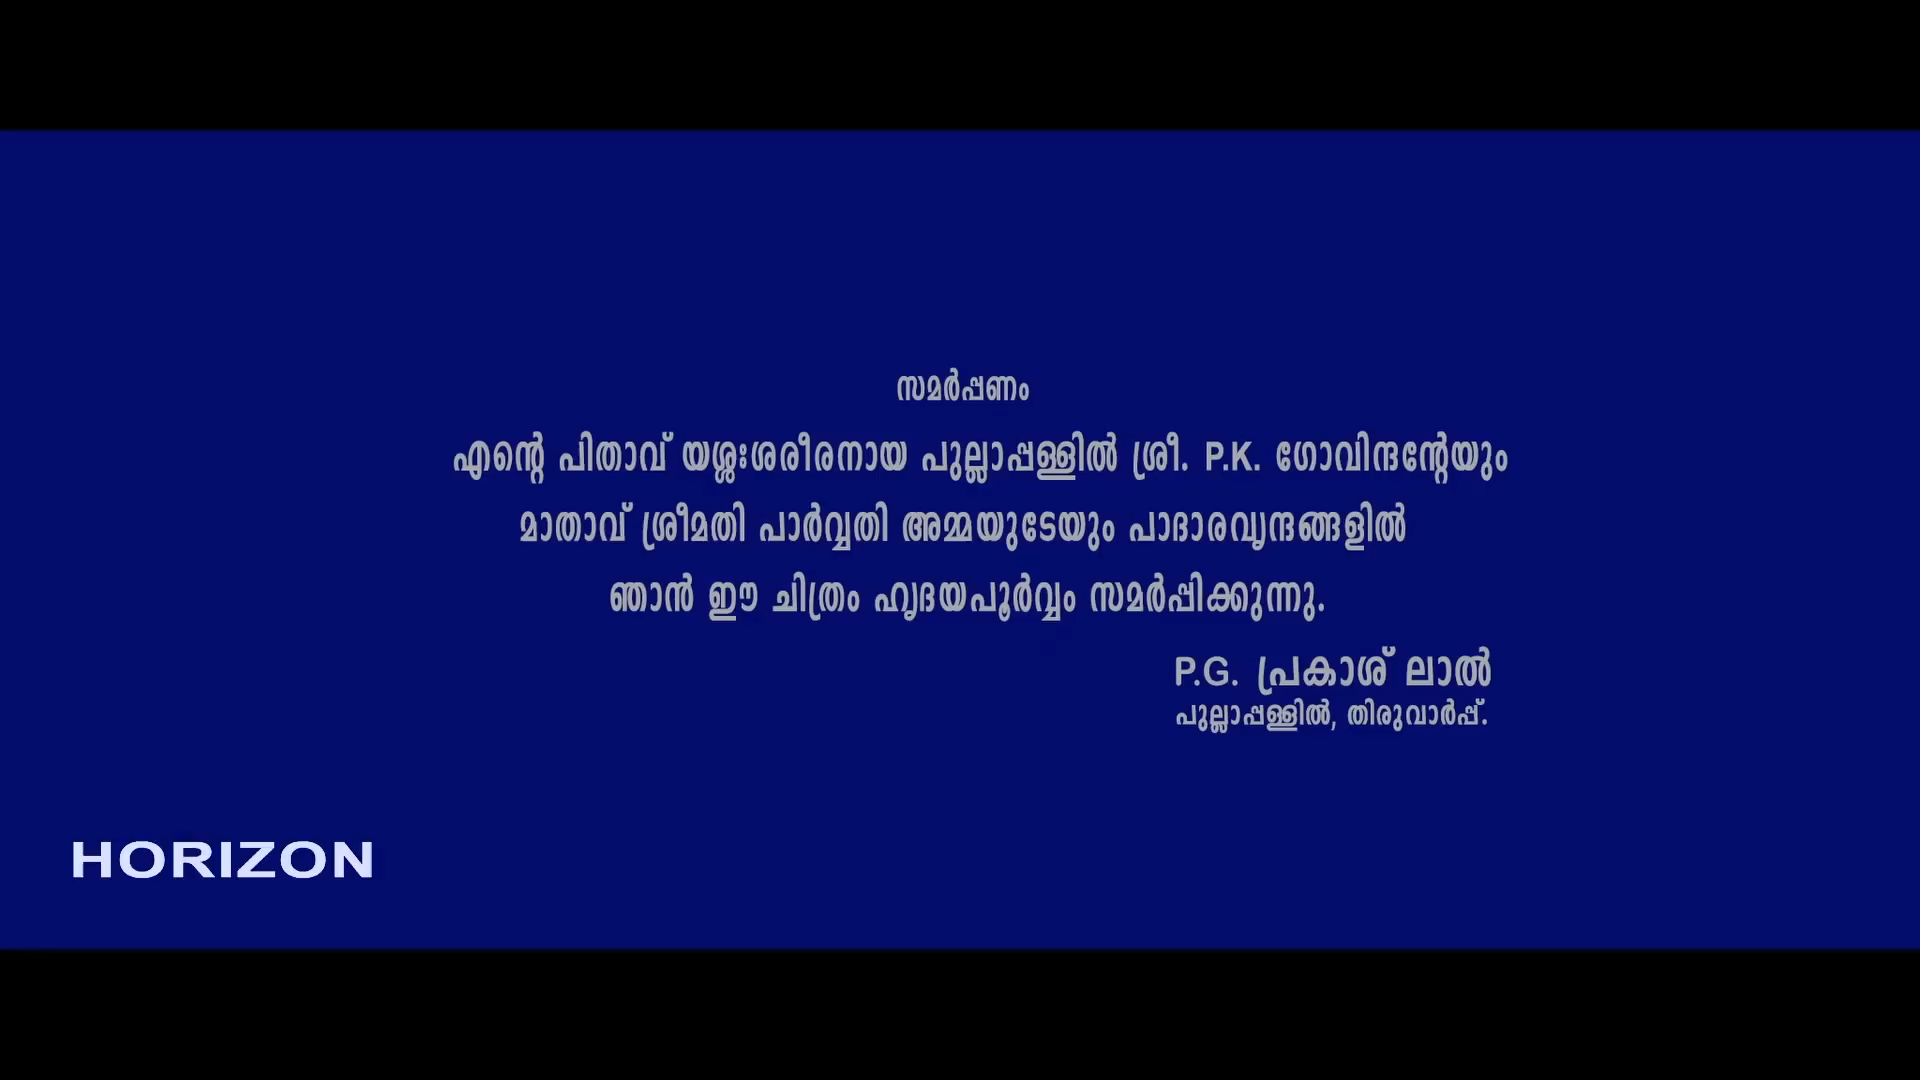 സമർപ്പണം
എന്റെ പിതാവ് യശ്ശഃശരീരനായ പുല്ലാപ്പള്ളിൽ ശ്രീ. P.K. ഗോവിന്ദന്റേയും
മാതാവ് ശ്രീമതി പാർവ്വതി അമ്മയുടേയും പാദാരവൃന്ദങ്ങളിൽ
ഞാൻ ഈ ചിത്രം ഹൃദയപൂർവ്വം സമർപ്പിക്കുന്നു.
P.G. പ്രകാശ് ലാൽ
പുല്ലാപ്പള്ളിൽ, തിരുവാർപ്പ്.
HORIZON